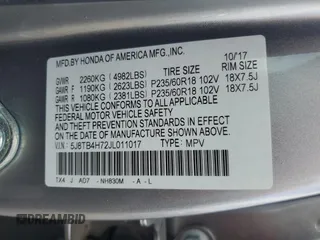 MFD. BY HONDA OF AMERICA MFG.,INC. 10/17
GVWR 2260KG (4982LBS) TIRE SIZE RIM SIZE
GAWR F 1190KG (2623LBS) P235/60R18 102V 18X7.5J
GAWR R 1080KG (2381LBS) P235/60R18 102V 18X7.5J
THIS VEHICLE CONFORMS TO ALL APPLICABLE
FEDERAL MOTOR VEHICLE SAFETY AND
THEFT PREVENTION STANDARDS IN EFFECT ON
THE DATE OF MANUFACTURE SHOWN ABOVE.
V.I.N.: 5J8TB4H72JL011017 TYPE: MPV
TX4 J AD7 - NH830M - A - L
DREAMBID